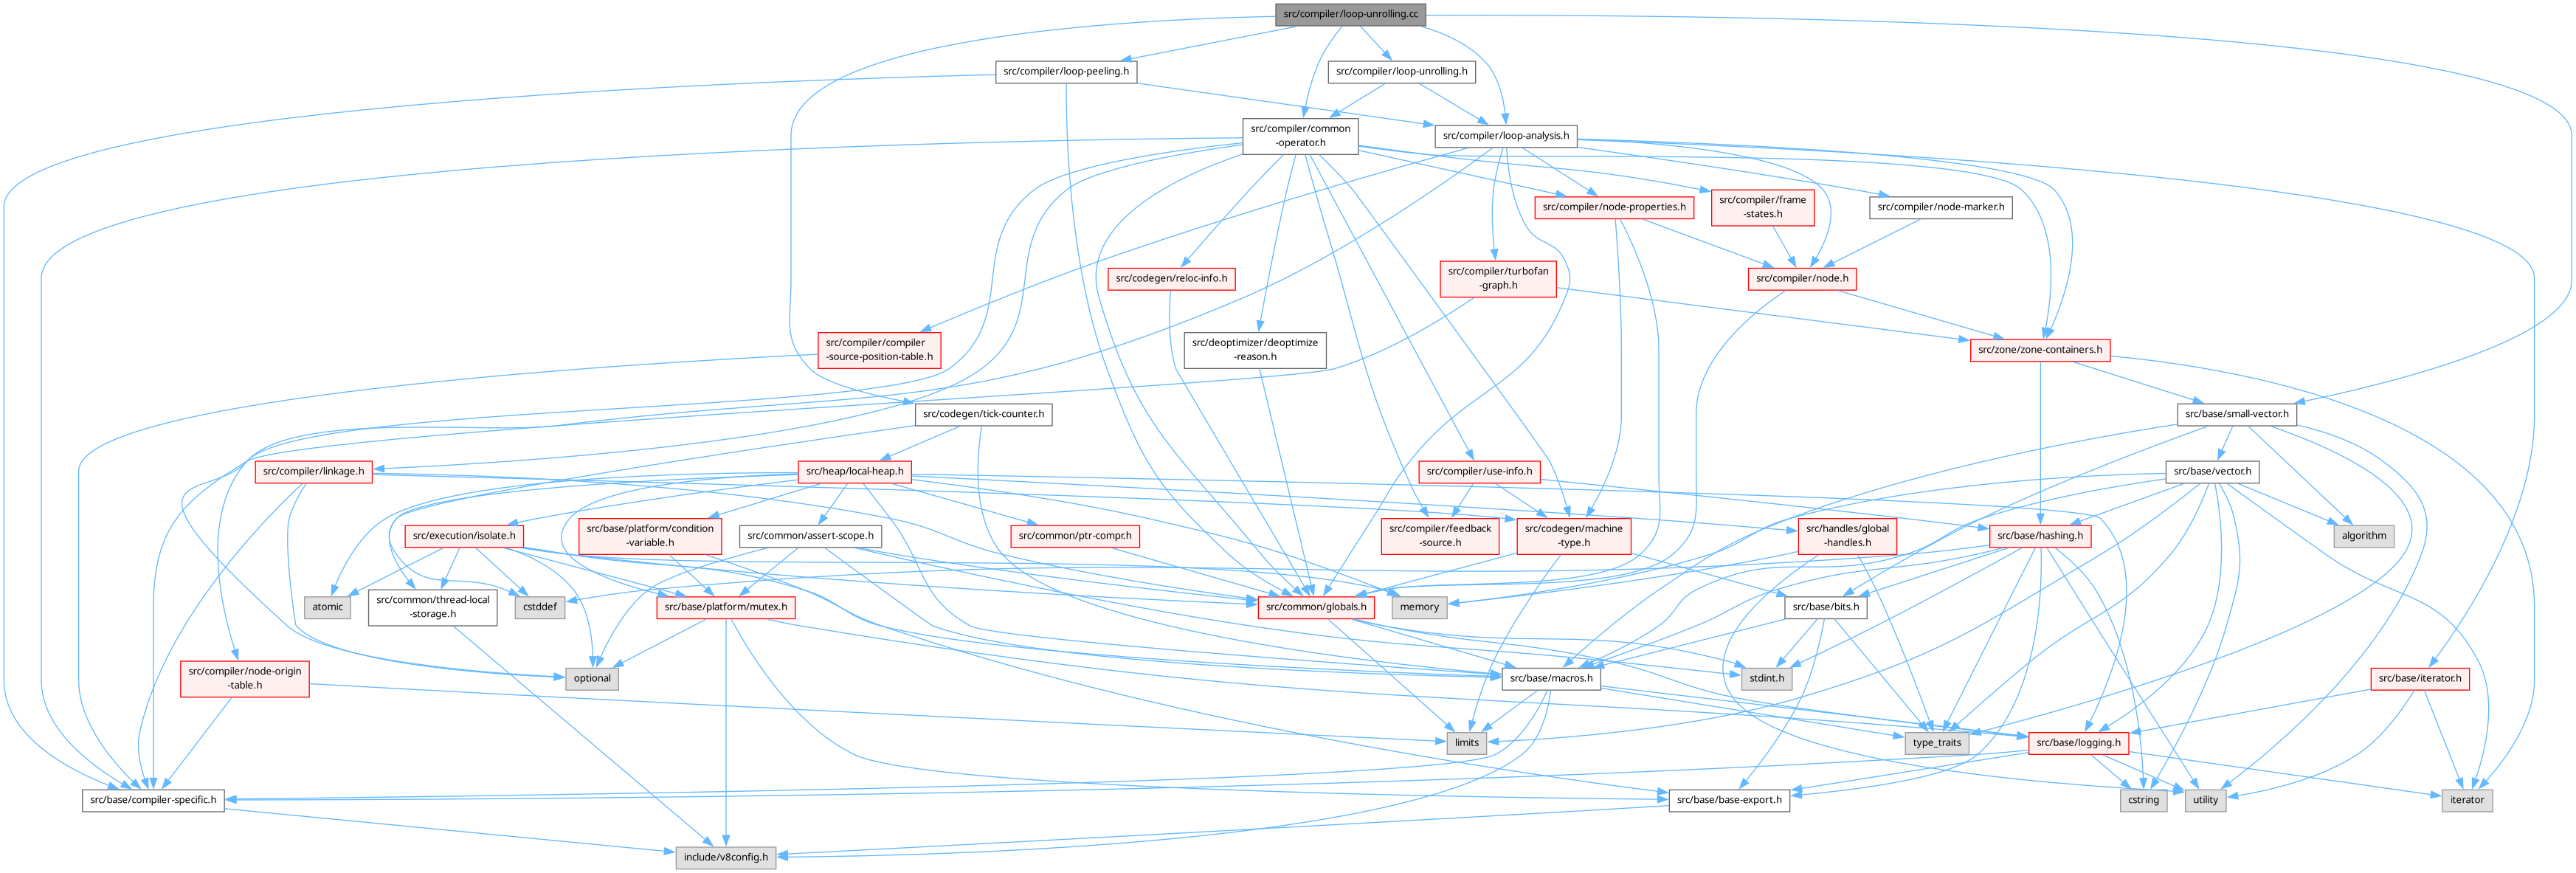 src/compiler/loop-unrolling.cc
src/compiler/loop-peeling.h
src/compiler/loop-unrolling.h
src/compiler/common
-operator.h
src/compiler/loop-analysis.h
src/compiler/node-properties.h
src/compiler/frame
-states.h
src/compiler/node-marker.h
src/codegen/reloc-info.h
src/compiler/turbofan
-graph.h
src/compiler/node.h
src/compiler/compiler
-source-position-table.h
src/deoptimizer/deoptimize
-reason.h
src/zone/zone-containers.h
src/codegen/tick-counter.h
src/base/small-vector.h
src/compiler/linkage.h
src/heap/local-heap.h
src/compiler/use-info.h
src/base/vector.h
src/execution/isolate.h
src/base/platform/condition
-variable.h
src/common/assert-scope.h
src/common/ptr-compr.h
src/compiler/feedback
-source.h
src/codegen/machine
-type.h
src/handles/global
-handles.h
src/base/hashing.h
algorithm
atomic
src/common/thread-local
-storage.h
cstddef
src/base/platform/mutex.h
src/common/globals.h
memory
src/base/bits.h
src/compiler/node-origin
-table.h
optional
src/base/macros.h
stdint.h
src/base/iterator.h
limits
type_traits
src/base/logging.h
src/base/compiler-specific.h
src/base/base-export.h
cstring
utility
iterator
include/v8config.h